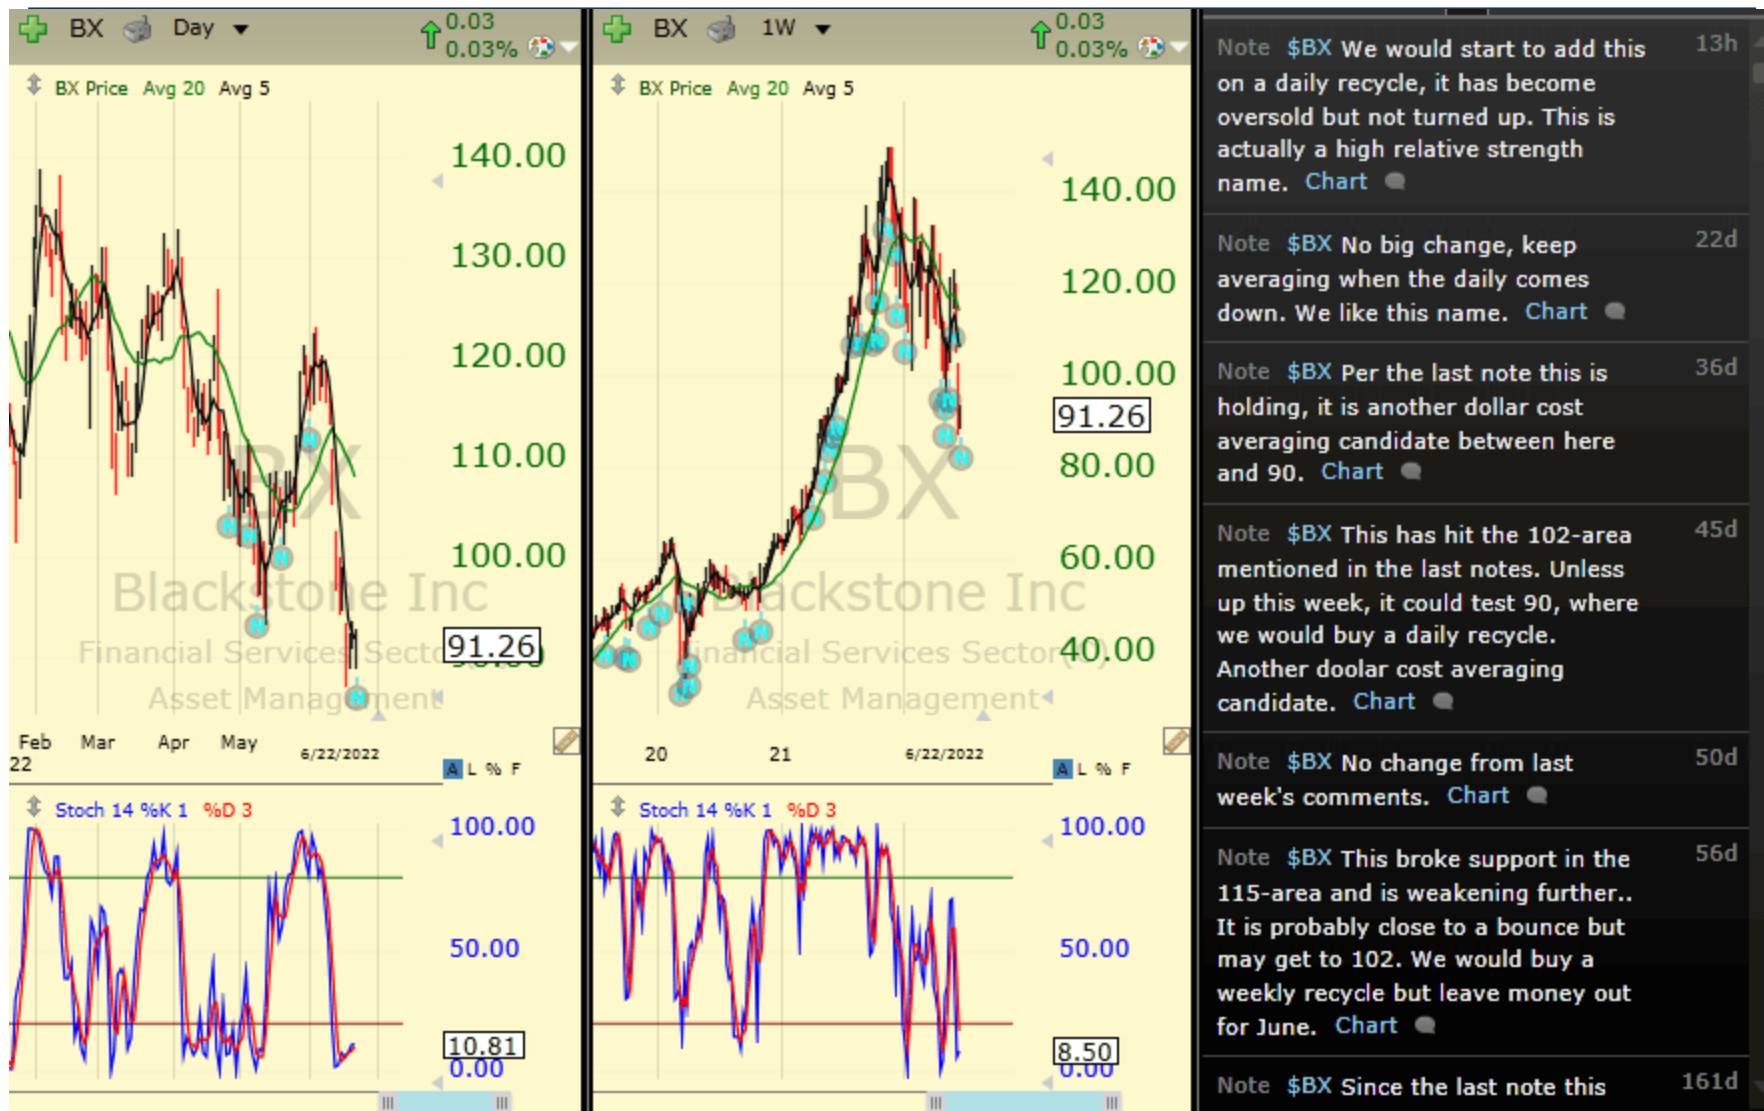 BX Day 0.03
0.03%
BX Price Avg 20 Avg 5
140.00
130.00
120.00
110.00
100.00
91.26
BX
Blackstone Inc
Financial Services Sector
Asset Management
Feb Mar Apr May 6/22/2022
22
A L % F
Stoch 14 %K 1 %D 3
100.00
50.00
10.81
0.00
BX 1W 0.03
0.03%
BX Price Avg 20 Avg 5
140.00
120.00
100.00
91.26
80.00
60.00
40.00
BX
Blackstone Inc
Financial Services Sector
Asset Management
20 21 6/22/2022
A L % F
Stoch 14 %K 1 %D 3
100.00
50.00
8.50
0.00
Note $BX We would start to add this 13h
on a daily recycle, it has become
oversold but not turned up. This is
actually a high relative strength
name. Chart
Note $BX No big change, keep 22d
averaging when the daily comes
down. We like this name. Chart
Note $BX Per the last note this is 36d
holding, it is another dollar cost
averaging candidate between here
and 90. Chart
Note $BX This has hit the 102-area 45d
mentioned in the last notes. Unless
up this week, it could test 90, where
we would buy a daily recycle.
Another doolar cost averaging
candidate. Chart
Note $BX No change from last 50d
week's comments. Chart
Note $BX This broke support in the 56d
115-area and is weakening further..
It is probably close to a bounce but
may get to 102. We would buy a
weekly recycle but leave money out
for June. Chart
Note $BX Since the last note this 161d